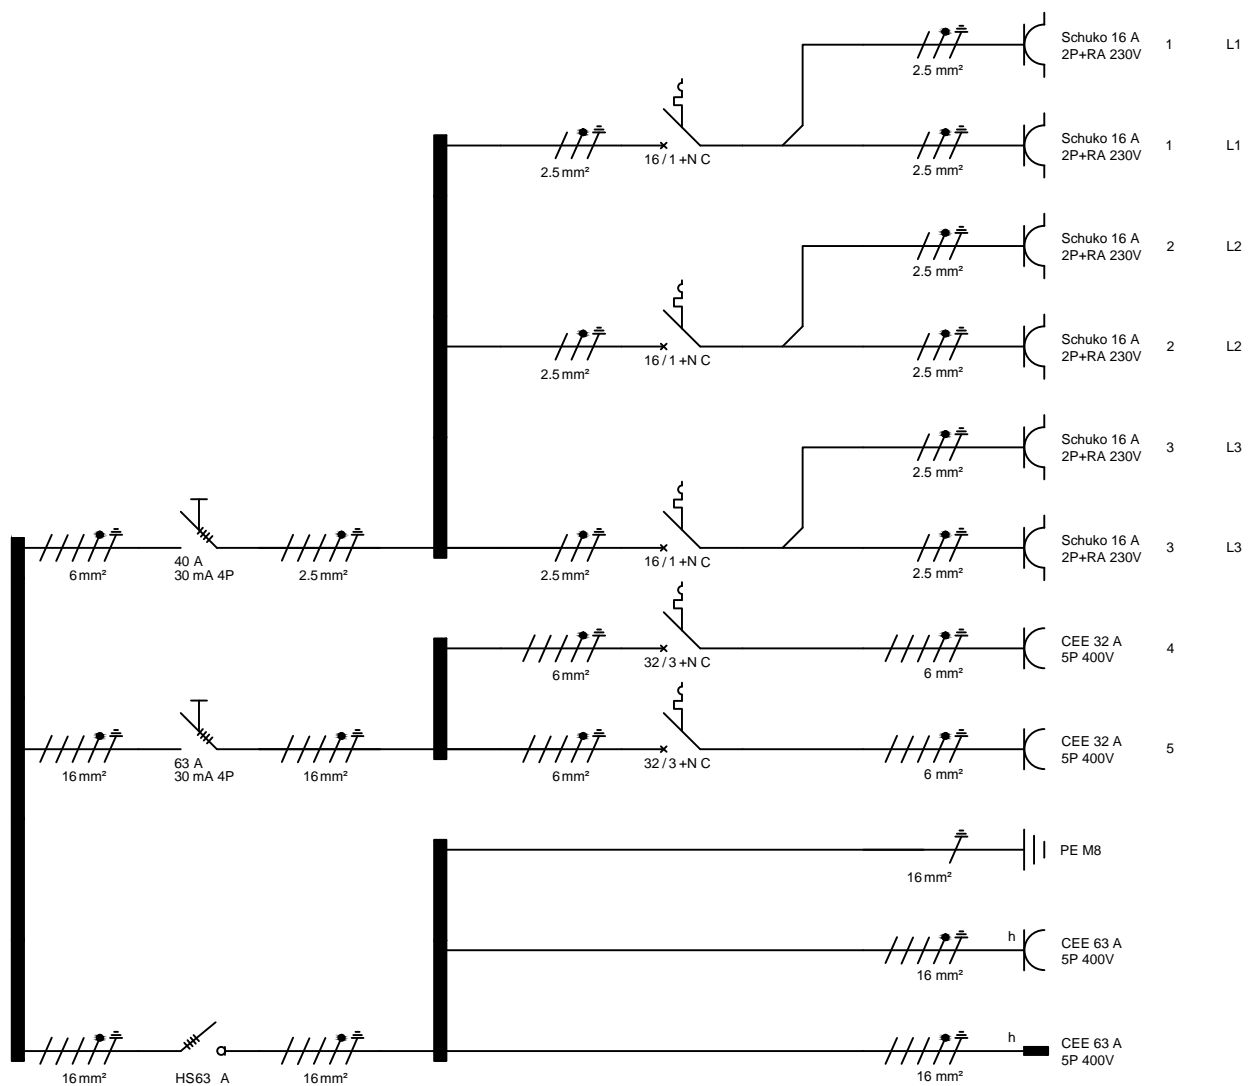 Schuko 16 A 1 L1
2P+RA 230V
2.5 mm²
Schuko 16 A 1 L1
2P+RA 230V
2.5 mm² 16 / 1 +N C 2.5 mm²
Schuko 16 A 2 L2
2P+RA 230V
2.5 mm²
Schuko 16 A 2 L2
2P+RA 230V
2.5 mm² 16 / 1 +N C 2.5 mm²
Schuko 16 A 3 L3
2P+RA 230V
2.5 mm²
Schuko 16 A 3 L3
2P+RA 230V
40 A
6 mm² 30 mA 4P 2.5 mm² 2.5 mm² 16 / 1 +N C 2.5 mm²
CEE 32 A 4
5P 400V
6 mm² 32 / 3 +N C 6 mm²
CEE 32 A 5
5P 400V
63 A
16 mm² 30 mA 4P 16 mm² 6 mm² 32 / 3 +N C 6 mm²
PE M8
16 mm²
h CEE 63 A
5P 400V
16 mm²
h CEE 63 A
5P 400V
16 mm² HS63 A 16 mm² 16 mm²